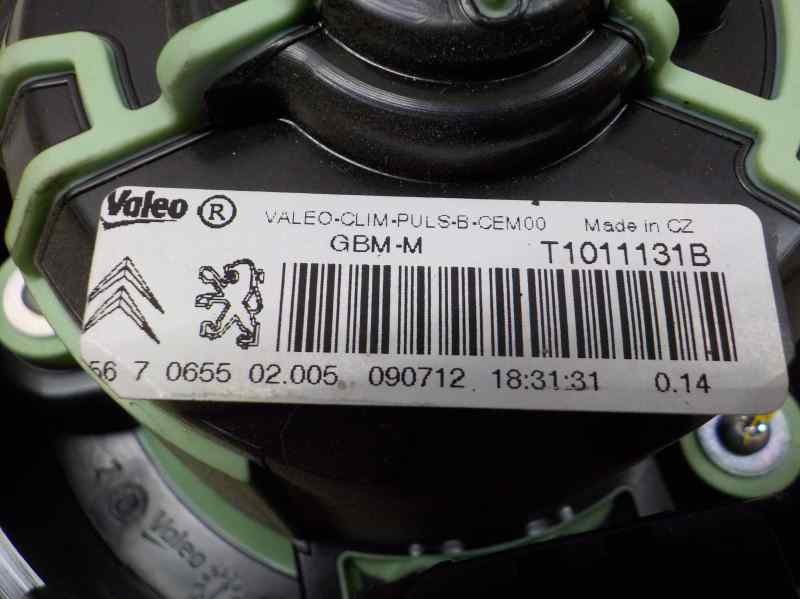 Valeo ® VALEO-CLIM-PULS-B-CEM00 Made in CZ
GBM-M T1011131B
56 7 0655 02.005 090712 18:31:31 0.14
Valeo